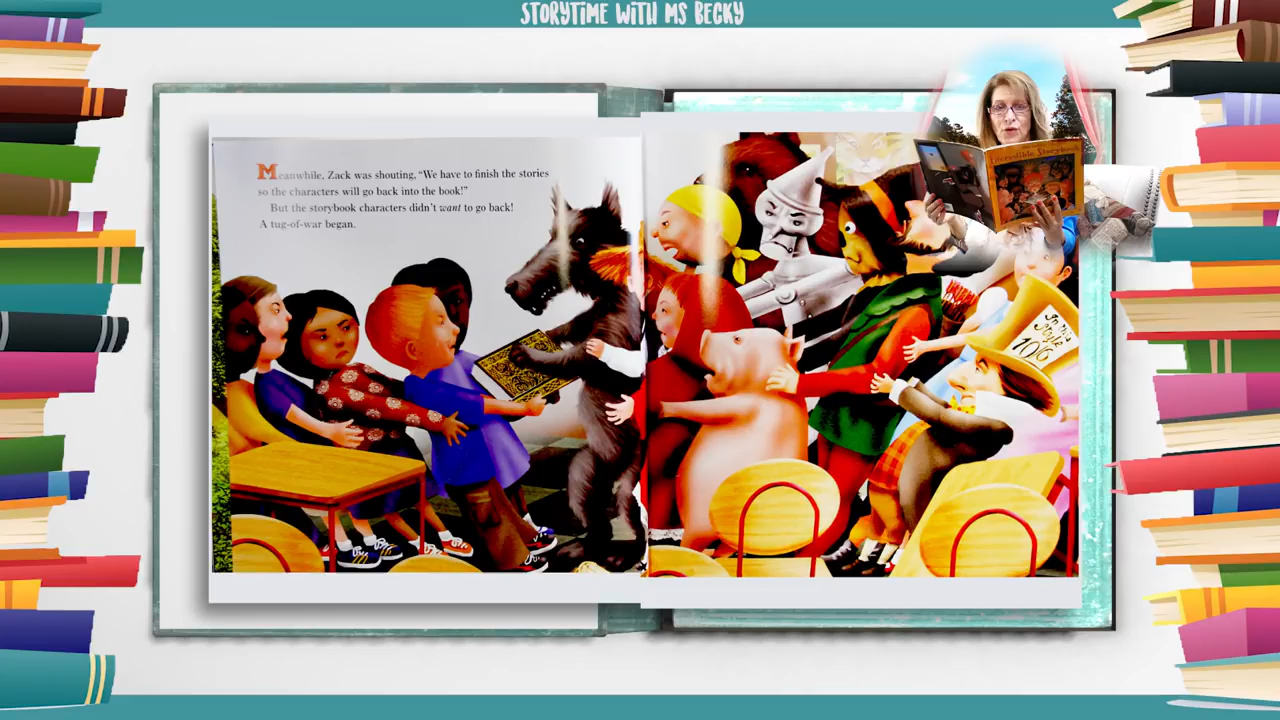 STORYTIME WITH MS BECKY
Meanwhile, Zack was shouting, "We have to finish the stories
so the characters will go back into the book!"
But the storybook characters didn't want to go back!
A tug-of-war began.
Incredible Storybook
In this
Style
10/6